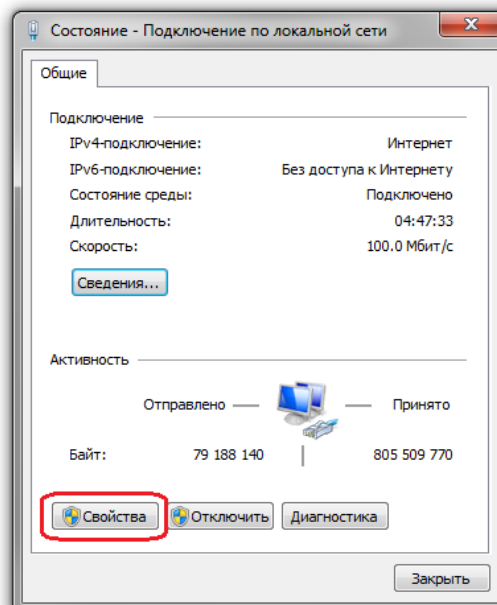 Состояние - Подключение по локальной сети
Общие
Подключение
IPv4-подключение: Интернет
IPv6-подключение: Без доступа к Интернету
Состояние среды: Подключено
Длительность: 04:47:33
Скорость: 100.0 Мбит/с
Сведения...
Активность
Отправлено — — Принято
Байт: 79 188 140 | 805 509 770
Свойства Отключить Диагностика
Закрыть